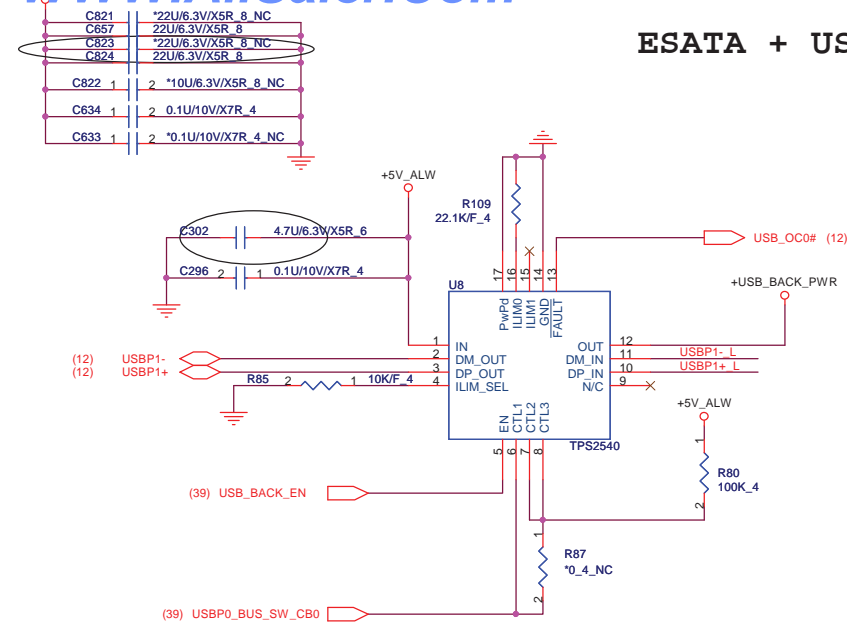 C821 *22U/6.3V/X5R_8_NC
C657 22U/6.3V/X5R_8
C823 *22U/6.3V/X5R_8_NC
C824 22U/6.3V/X5R_8
C822 1 2 *10U/6.3V/X5R_8_NC
C634 1 2 0.1U/10V/X7R_4
C633 1 2 *0.1U/10V/X7R_4_NC
ESATA + US
+5V_ALW
R109
22.1K/F_4
C302 4.7U/6.3V/X5R_6
USB_OC0# (12)
C296 2 1 0.1U/10V/X7R_4
17 16 15 14 13
+USB_BACK_PWR
U8
PwPd ILIM0 ILIM1 GND FAULT
1 IN OUT 12
2 DM_OUT DM_IN 11
3 DP_OUT DP_IN 10
4 ILIM_SEL N/C 9
(12) USBP1-
(12) USBP1+
USBP1-_L
USBP1+_L
R85 2 1 10K/F_4
EN CTL1 CTL2 CTL3
5 6 7 8
TPS2540
+5V_ALW
1
R80
100K_4
2
(39) USB_BACK_EN
1
R87
*0_4_NC
2
(39) USBP0_BUS_SW_CB0